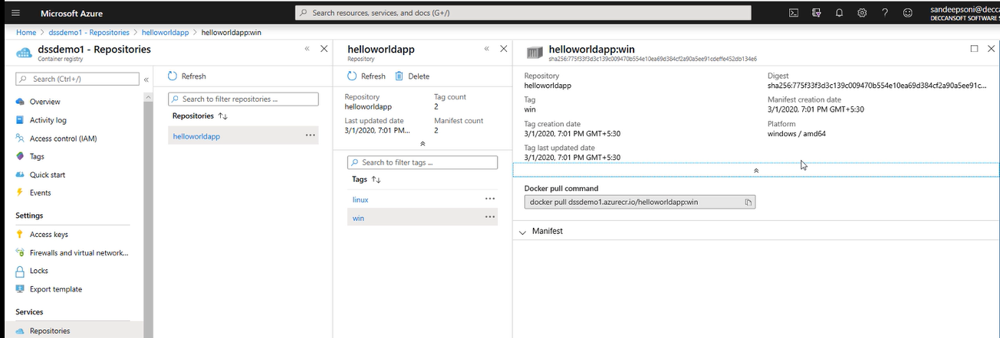 Microsoft Azure
Search resources, services, and docs (G+/)
sandeepsoni@decca
DECCANSOFT SOFTWARE S
Home > dssdemo1 - Repositories > helloworldapp > helloworldapp:win
dssdemo1 - Repositories
Container registry
Search (Ctrl+/)
Overview
Activity log
Access control (IAM)
Tags
Quick start
Events
Settings
Access keys
Firewalls and virtual network...
Locks
Export template
Services
Repositories
Refresh
Search to filter repositories ...
Repositories
helloworldapp
helloworldapp
Repository
Refresh Delete
Repository
helloworldapp
Tag count
2
Last updated date
3/1/2020, 7:01 PM...
Manifest count
2
Search to filter tags ...
Tags
linux
win
helloworldapp:win
sha256:775f33f3d3c139c009470b554e10ea69d384cf2a90a5ee91cdeffe452db134e6
Repository
helloworldapp
Tag
win
Tag creation date
3/1/2020, 7:01 PM GMT+5:30
Tag last updated date
3/1/2020, 7:01 PM GMT+5:30
Digest
sha256:775f33f3d3c139c009470b554e10ea69d384cf2a90a5ee91c...
Manifest creation date
3/1/2020, 7:01 PM GMT+5:30
Platform
windows / amd64
Docker pull command
docker pull dssdemo1.azurecr.io/helloworldapp:win
Manifest